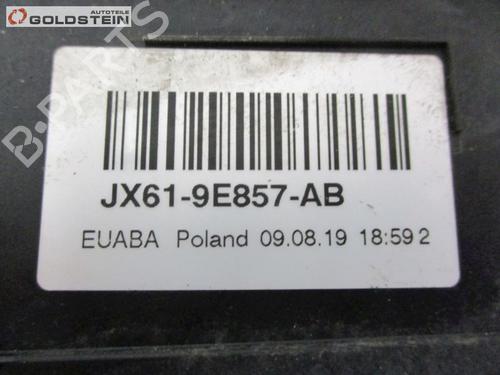 AUTOTEILE
GOLDSTEIN
B-PARTS
JX61-9E857-AB
EUABA Poland 09.08.19 18:59 2